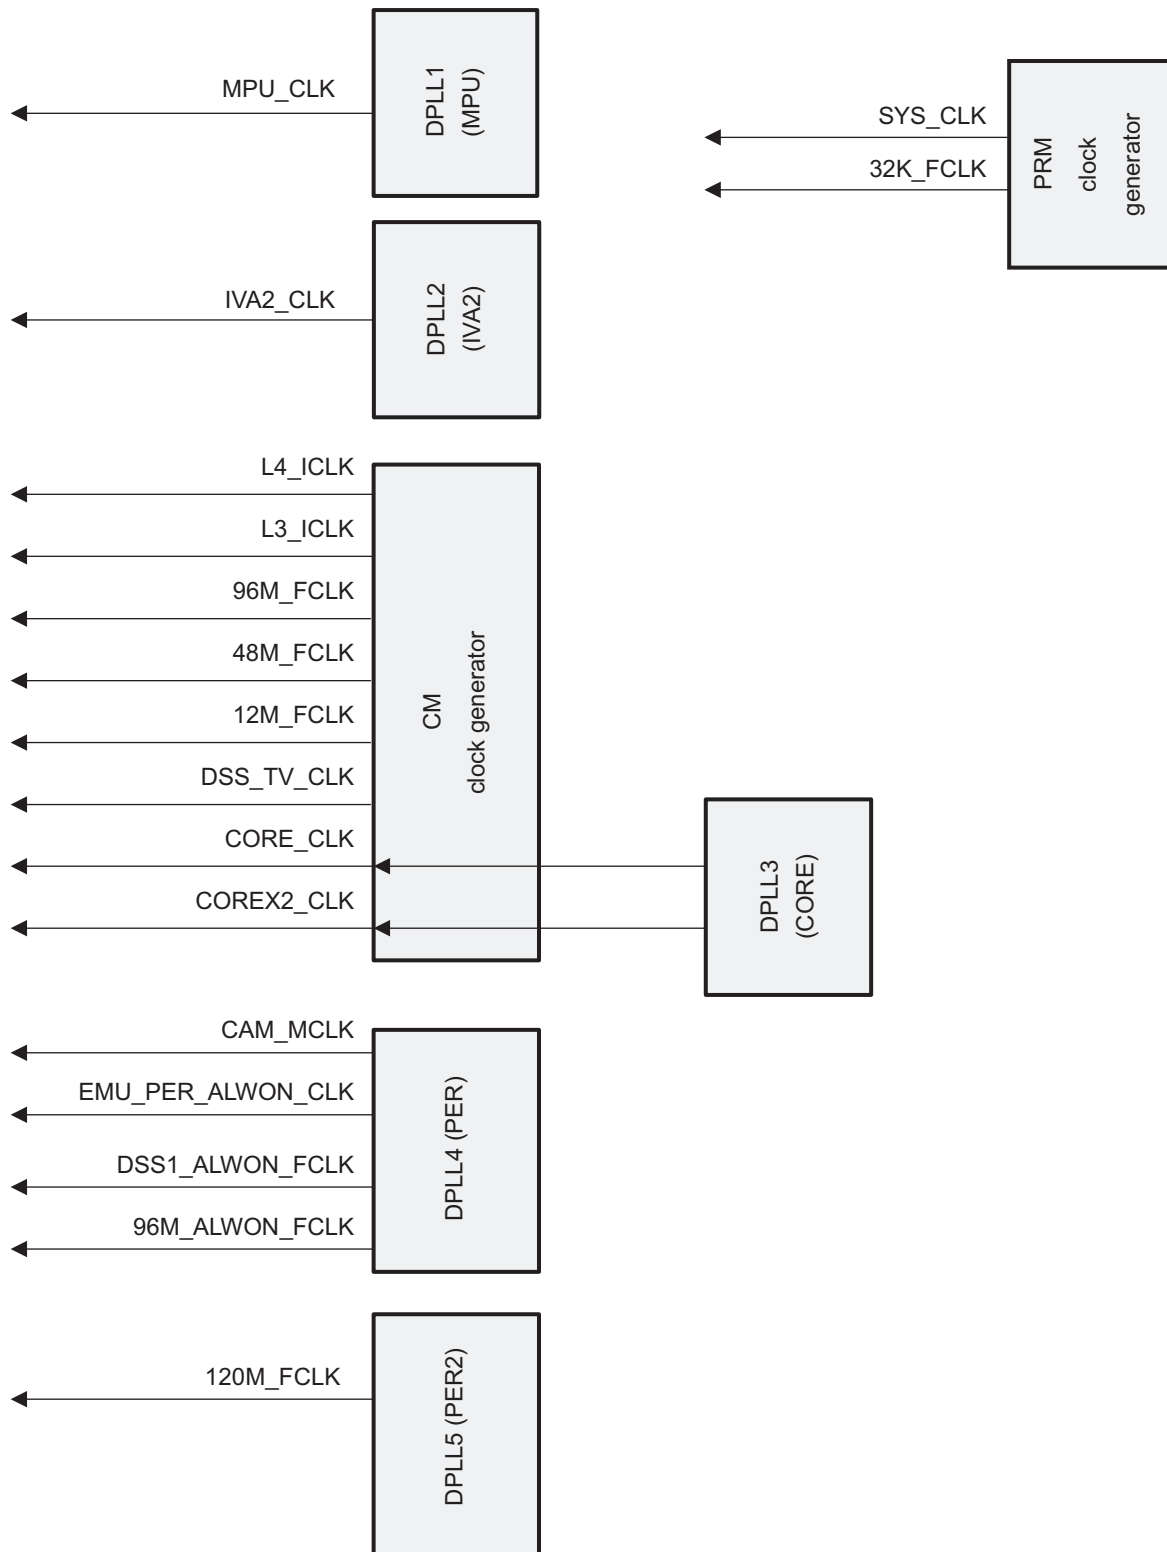 MPU_CLK
DPLL1
(MPU)
SYS_CLK
32K_FCLK
PRM
clock
generator
IVA2_CLK
DPLL2
(IVA2)
L4_ICLK
L3_ICLK
96M_FCLK
48M_FCLK
12M_FCLK
DSS_TV_CLK
CORE_CLK
COREX2_CLK
CM
clock generator
DPLL3
(CORE)
CAM_MCLK
EMU_PER_ALWON_CLK
DSS1_ALWON_FCLK
96M_ALWON_FCLK
DPLL4 (PER)
120M_FCLK
DPLL5 (PER2)